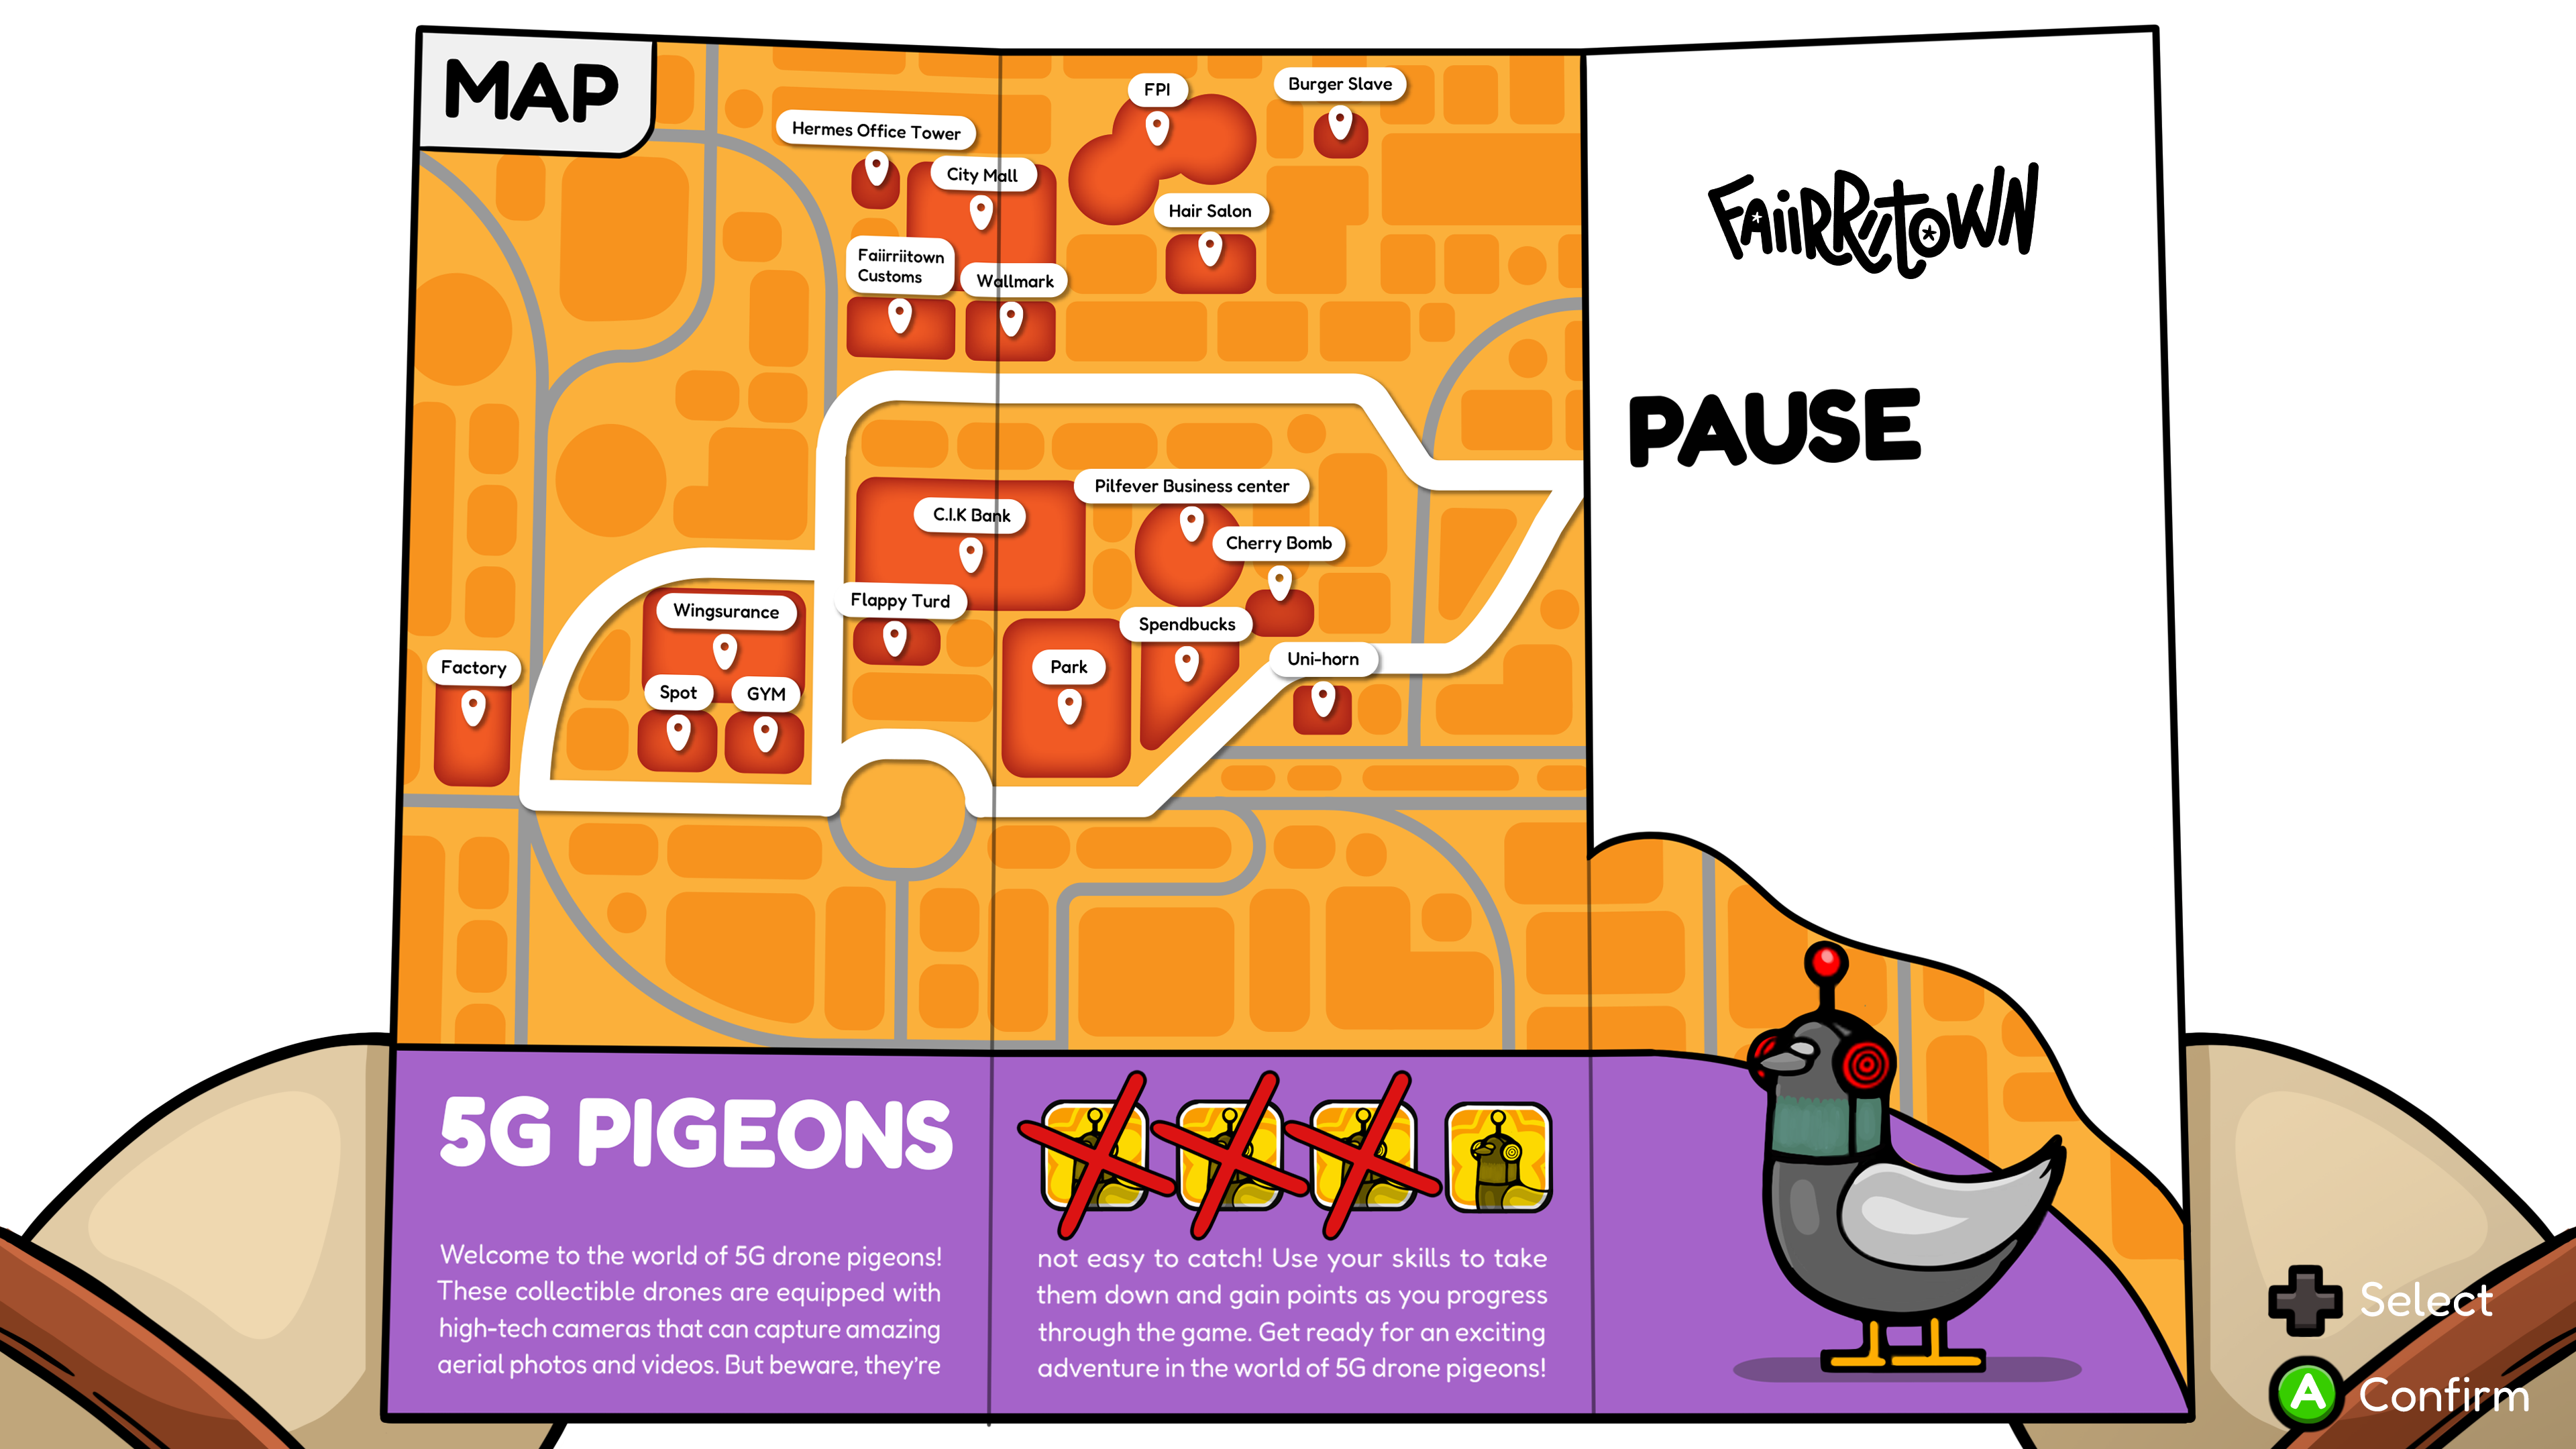 MAP
FPI
Burger Slave
Hermes Office Tower
City Mall
Hair Salon
Faiirriitown
Customs
Wallmark
Pilfever Business center
C.I.K Bank
Cherry Bomb
Flappy Turd
Wingsurance
Spendbucks
Uni-horn
Factory
Park
Spot
GYM
FAiiRRiitOWN
PAUSE
5G PIGEONS
Welcome to the world of 5G drone pigeons!
These collectible drones are equipped with
high-tech cameras that can capture amazing
aerial photos and videos. But beware, they're
not easy to catch! Use your skills to take
them down and gain points as you progress
through the game. Get ready for an exciting
adventure in the world of 5G drone pigeons!
Select
A Confirm